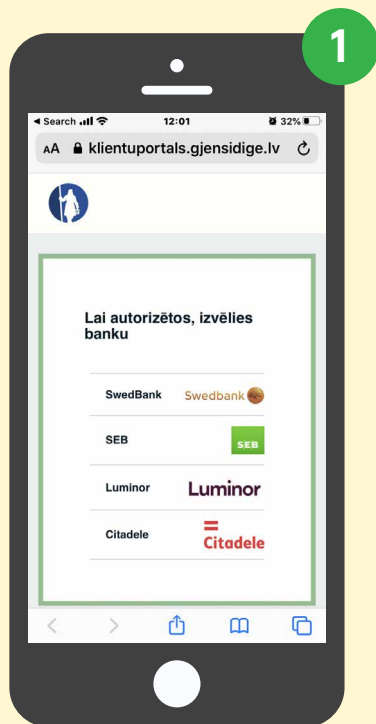 1
Search 12:01 32%
AA klientuportals.gjensidige.lv
Lai autorizētos, izvēlies
banku
SwedBank Swedbank
SEB SEB
Luminor Luminor
Citadele Citadele